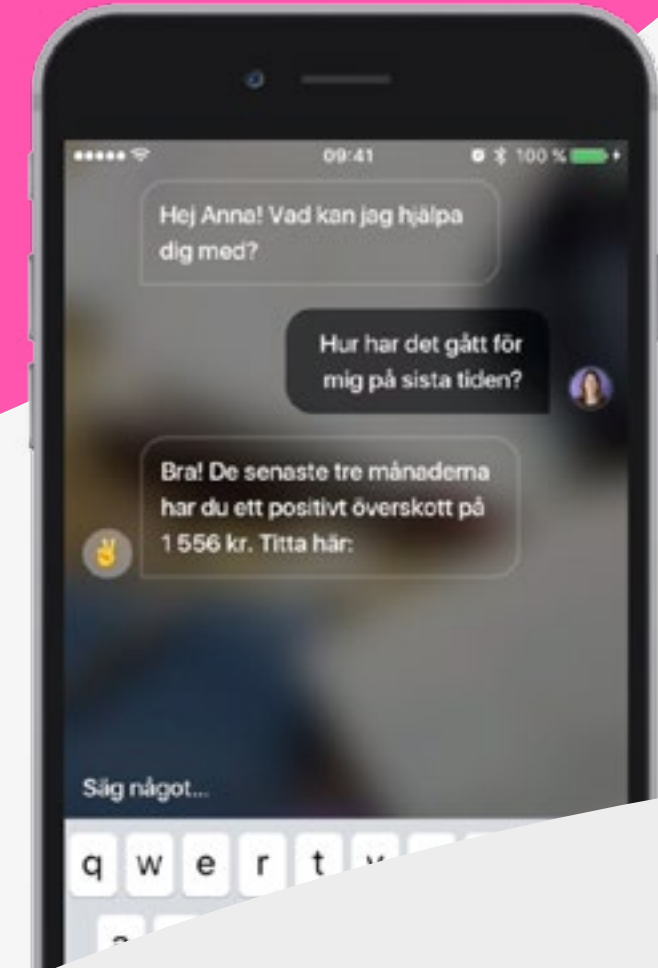 09:41
100 %
Hej Anna! Vad kan jag hjälpa
dig med?
Hur har det gått för
mig på sista tiden?
Bra! De senaste tre månaderna
har du ett positivt överskott på
1 556 kr. Titta här:
Säg något...
q w e r t